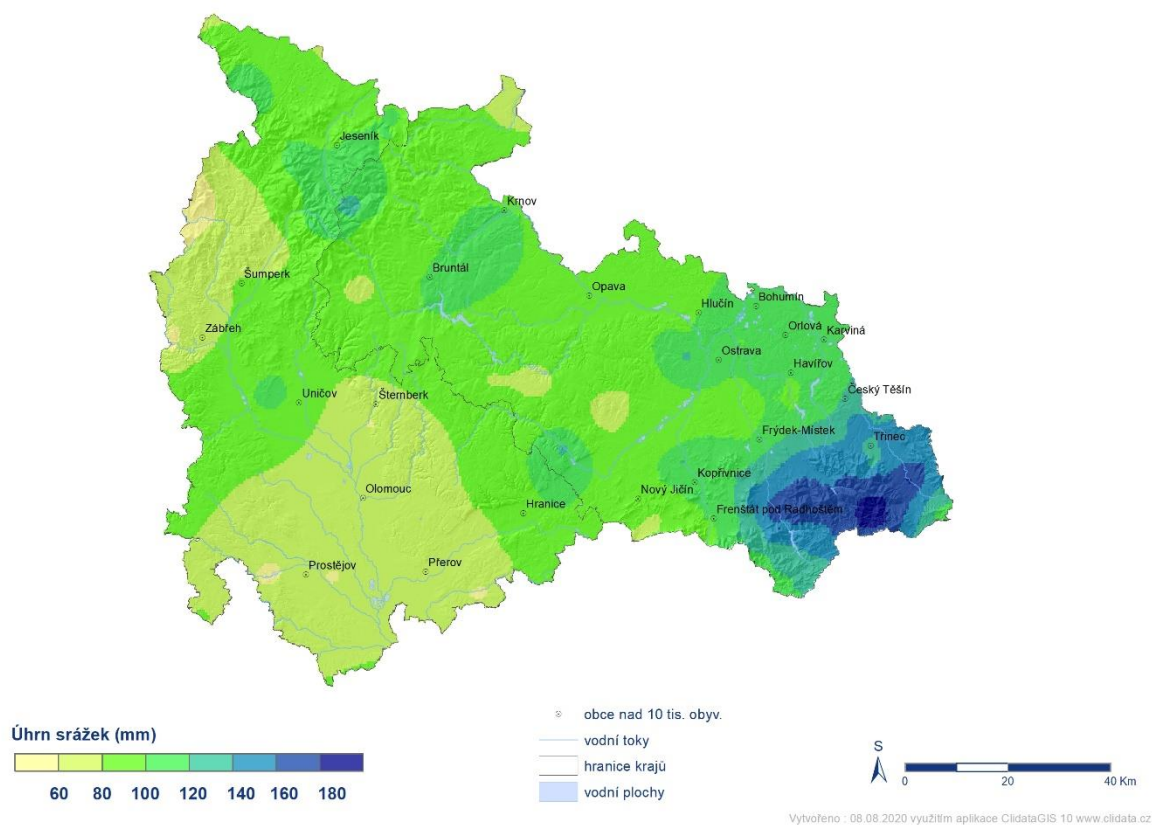 Jeseník
Krnov
Šumperk
Bruntál
Opava
Hlučín
Bohumín
Zábřeh
Orlová
Karviná
Ostrava
Havířov
Uničov
Šternberk
Český Těšín
Frýdek-Místek
Třinec
Olomouc
Kopřivnice
Nový Jičín
Hranice
Frenštát pod Radhoštěm
Prostějov
Přerov
Úhrn srážek (mm)
60 80 100 120 140 160 180
obce nad 10 tis. obyv.
vodní toky
hranice krajů
vodní plochy
S
0 20 40 Km
Vytvořeno : 08.08.2020 využitím aplikace ClidataGIS 10 www.clidata.cz